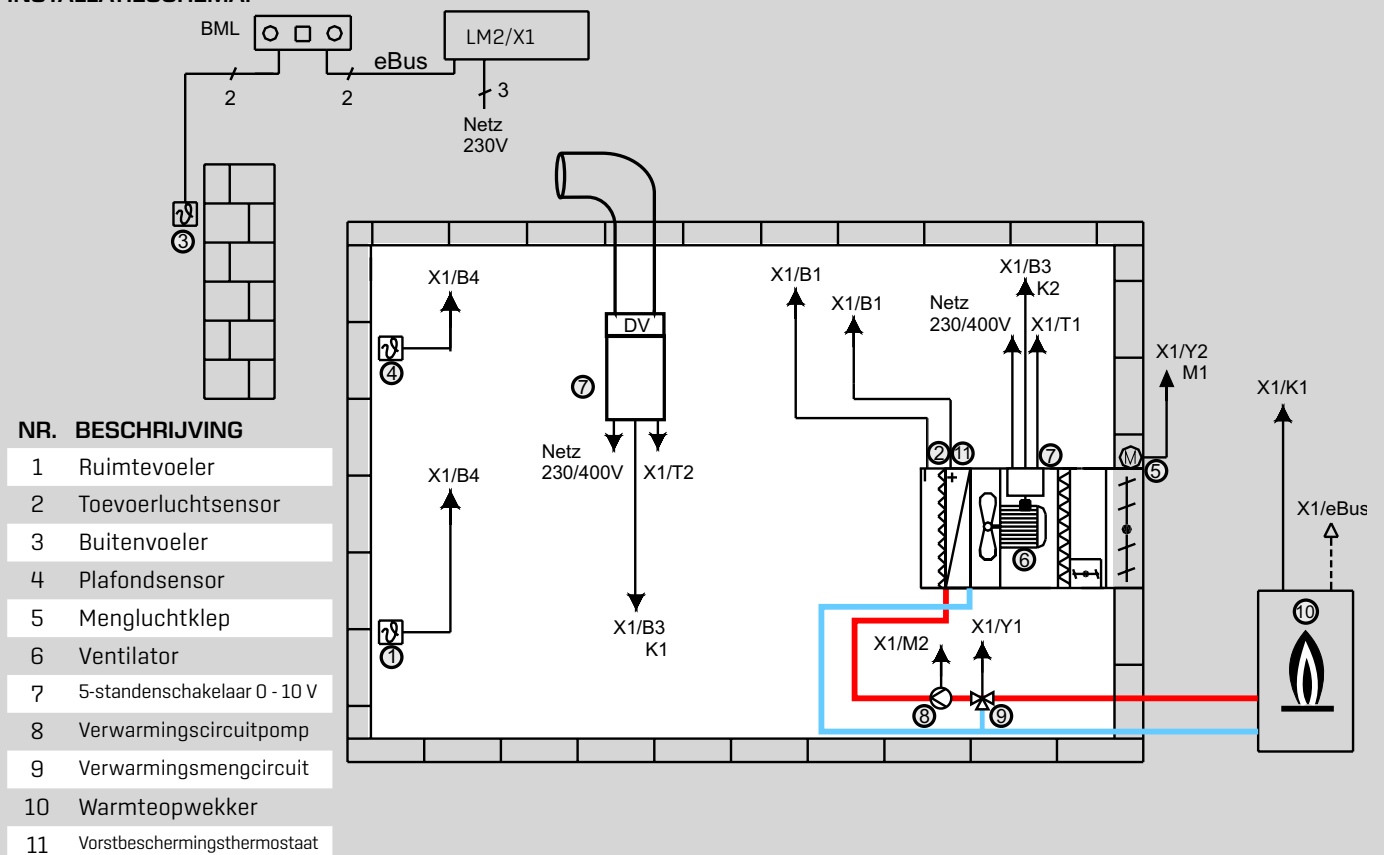 INSTALLATIESCHEMA:
BML
LM2/X1
eBus
2
2
3
Netz
230V
3
X1/B4
4
DV
7
Netz
230/400V
X1/T2
X1/B3
K1
X1/B4
1
X1/B1
X1/B1
X1/B3
K2
Netz
230/400V
X1/T1
2
11
7
- +
6
M
5
X1/Y2
M1
X1/K1
X1/eBus
10
X1/M2
X1/Y1
8
9
NR. BESCHRIJVING
1 Ruimtevoeler
2 Toevoerluchtsensor
3 Buitenvoeler
4 Plafondsensor
5 Mengluchtklep
6 Ventilator
7 5-standenschakelaar 0 - 10 V
8 Verwarmingscircuitpomp
9 Verwarmingsmengcircuit
10 Warmteopwekker
11 Vorstbeschermingsthermostaat